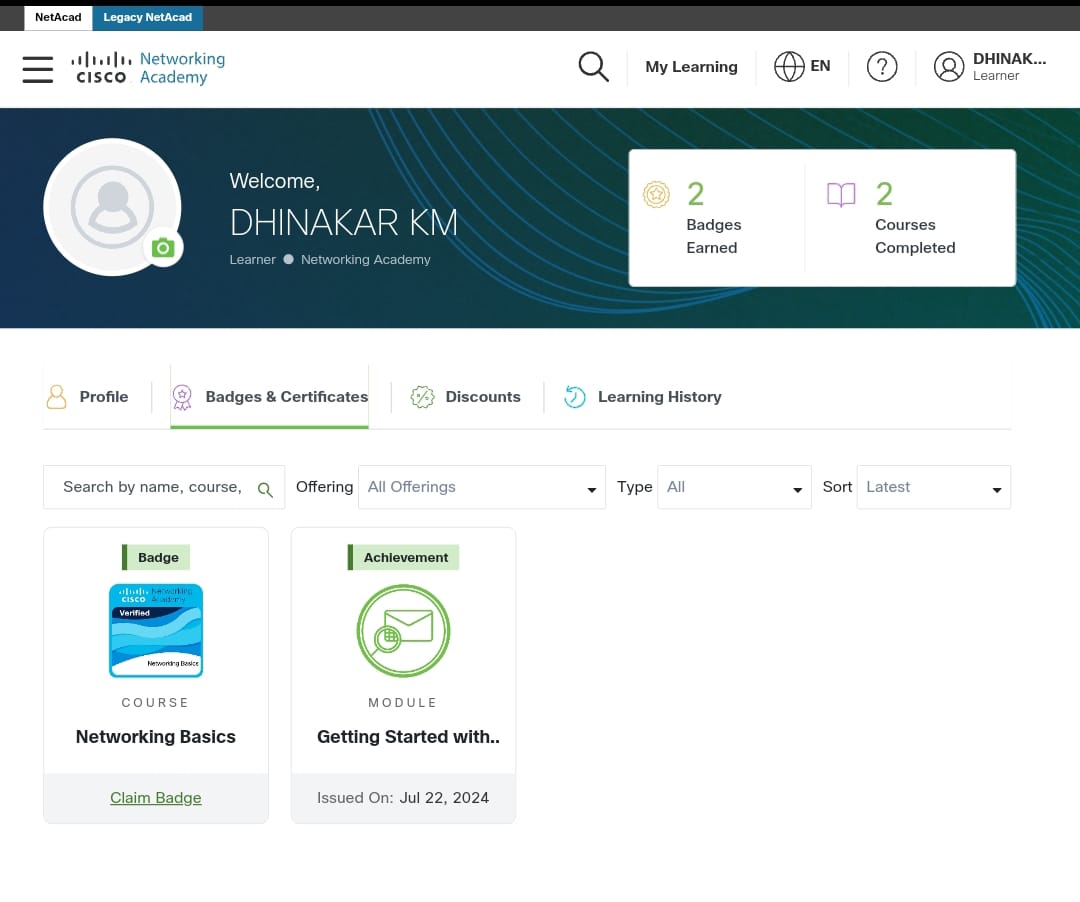 NetAcad Legacy NetAcad
CISCO Networking Academy
My Learning EN ? DHINAK...
Learner
Welcome,
DHINAKAR KM
Learner Networking Academy
2
Badges
Earned
2
Courses
Completed
Profile Badges & Certificates Discounts Learning History
Search by name, course, Offering All Offerings Type All Sort Latest
Badge
CISCO Networking Academy
Verified
Networking Basics
COURSE
Networking Basics
Claim Badge
Achievement
MODULE
Getting Started with..
Issued On: Jul 22, 2024